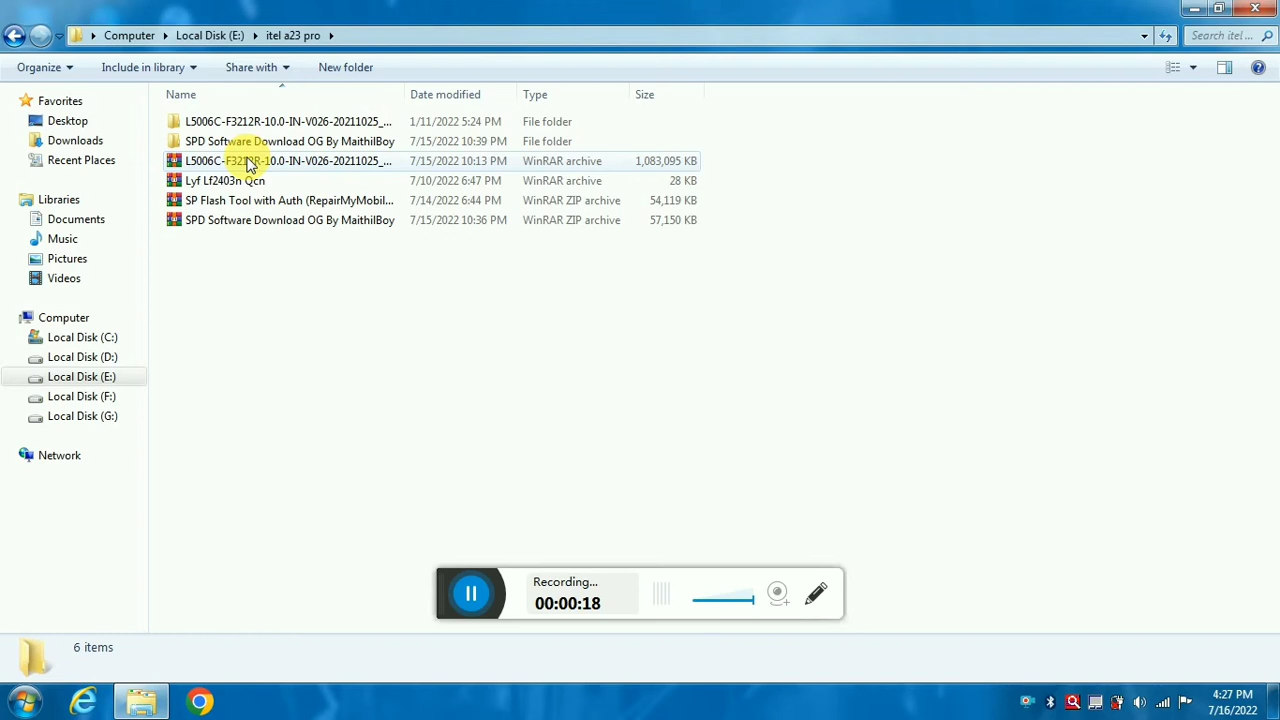 Computer Local Disk (E:) itel a23 pro Search itel ...
Organize Include in library Share with New folder
Name Date modified Type Size
Favorites
Desktop
Downloads
Recent Places
Libraries
Documents
Music
Pictures
Videos
Computer
Local Disk (C:)
Local Disk (D:)
Local Disk (E:)
Local Disk (F:)
Local Disk (G:)
Network
L5006C-F3212R-10.0-IN-V026-20211025_... 1/11/2022 5:24 PM File folder
SPD Software Download OG By MaithilBoy 7/15/2022 10:39 PM File folder
L5006C-F3212R-10.0-IN-V026-20211025_... 7/15/2022 10:13 PM WinRAR archive 1,083,095 KB
Lyf Lf2403n Qcn 7/10/2022 6:47 PM WinRAR archive 28 KB
SP Flash Tool with Auth (RepairMyMobil... 7/14/2022 6:44 PM WinRAR ZIP archive 54,119 KB
SPD Software Download OG By MaithilBoy 7/15/2022 10:36 PM WinRAR ZIP archive 57,150 KB
Recording...
00:00:18
6 items
4:27 PM
7/16/2022